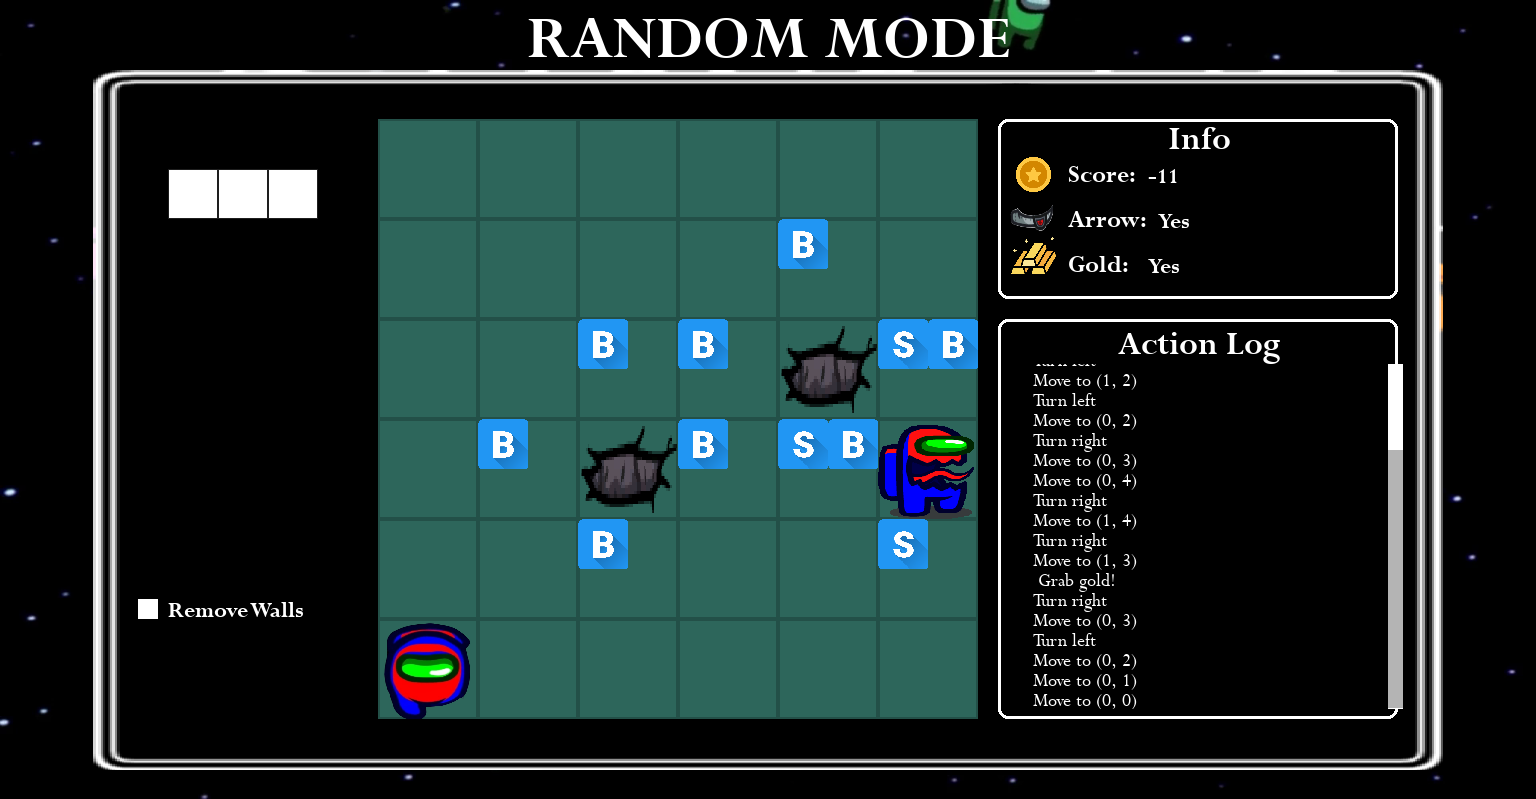 RANDOM MODE
Info
Score: -11
Arrow: Yes
Gold: Yes
B
B B S B
B B S B
B S
Remove Walls
Action Log
Turn left
Move to (1, 2)
Turn left
Move to (0, 2)
Turn right
Move to (0, 3)
Move to (0, 4)
Turn right
Move to (1, 4)
Turn right
Move to (1, 3)
Grab gold!
Turn right
Move to (0, 3)
Turn left
Move to (0, 2)
Move to (0, 1)
Move to (0, 0)